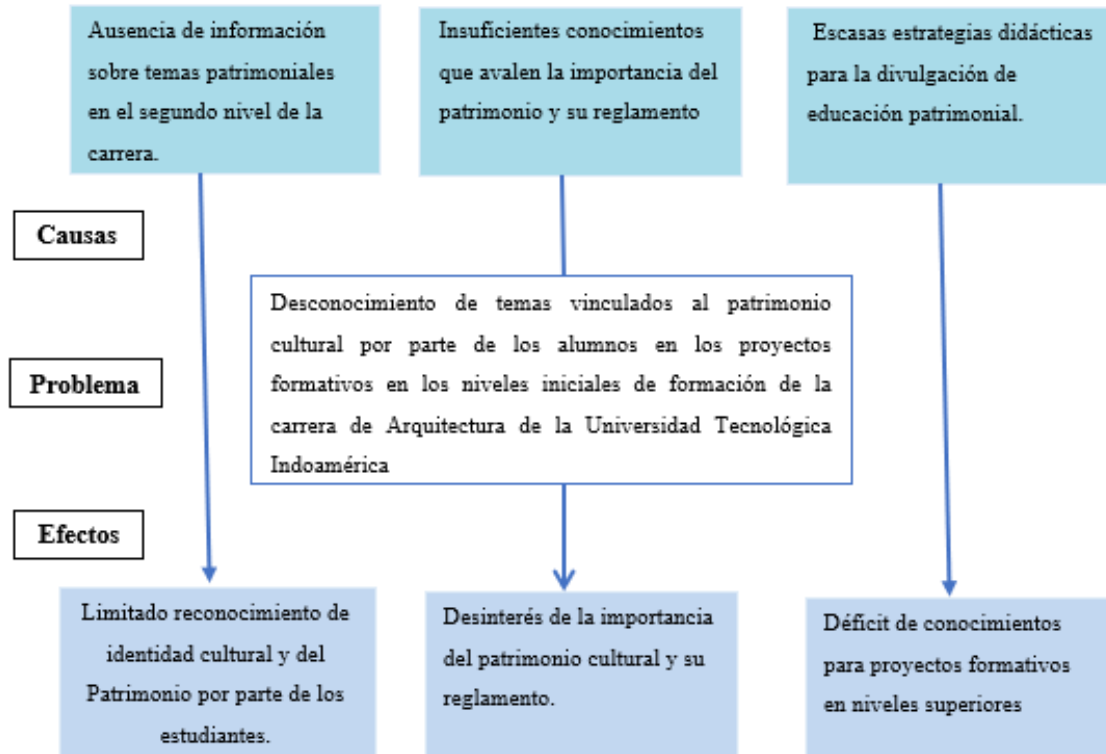 Ausencia de información
sobre temas patrimoniales
en el segundo nivel de la
carrera.
Insuficientes conocimientos
que avalen la importancia del
patrimonio y su reglamento
Escasas estrategias didácticas
para la divulgación de
educación patrimonial.
Causas
Desconocimiento de temas vinculados al patrimonio
cultural por parte de los alumnos en los proyectos
formativos en los niveles iniciales de formación de la
carrera de Arquitectura de la Universidad Tecnológica
Indoamérica
Problema
Efectos
Limitado reconocimiento de
identidad cultural y del
Patrimonio por parte de los
estudiantes.
Desinterés de la importancia
del patrimonio cultural y su
reglamento.
Déficit de conocimientos
para proyectos formativos
en niveles superiores